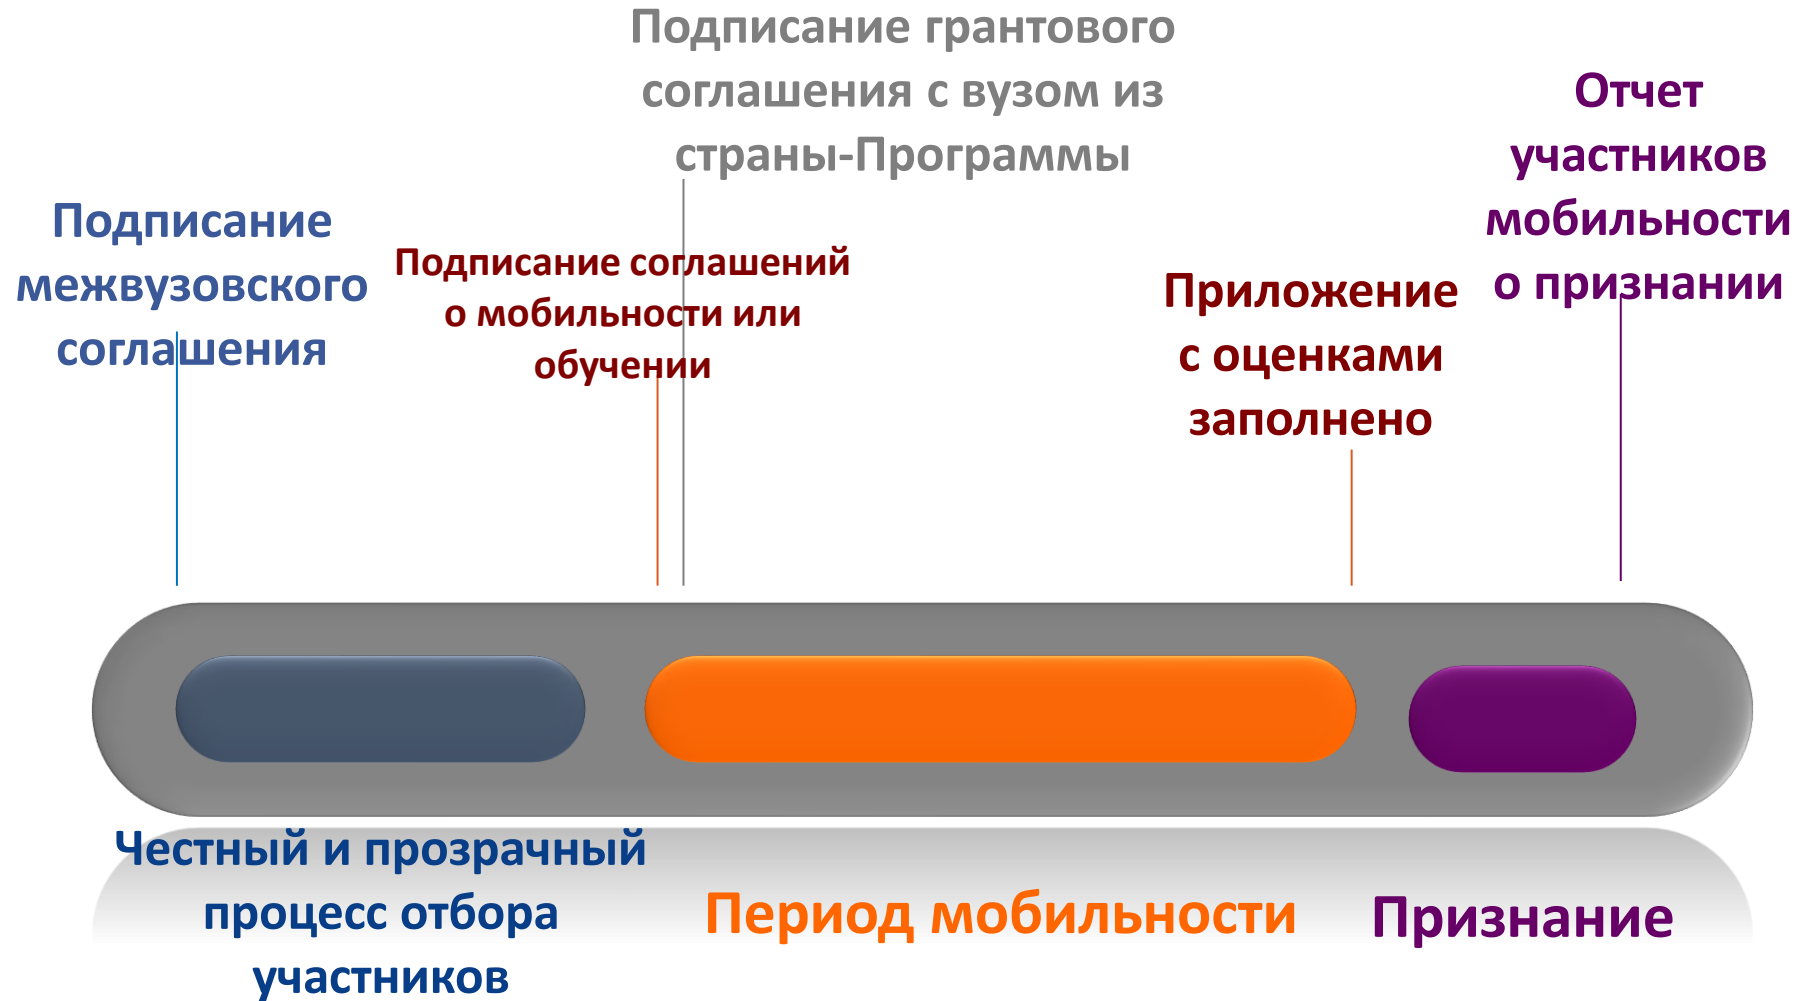 Подписание грантового
соглашения с вузом из
страны-Программы
Отчет
участников
мобильности
о признании
Подписание
межвузовского
соглашения
Подписание соглашений
о мобильности или
обучении
Приложение
с оценками
заполнено
Честный и прозрачный
процесс отбора
участников
Период мобильности
Признание